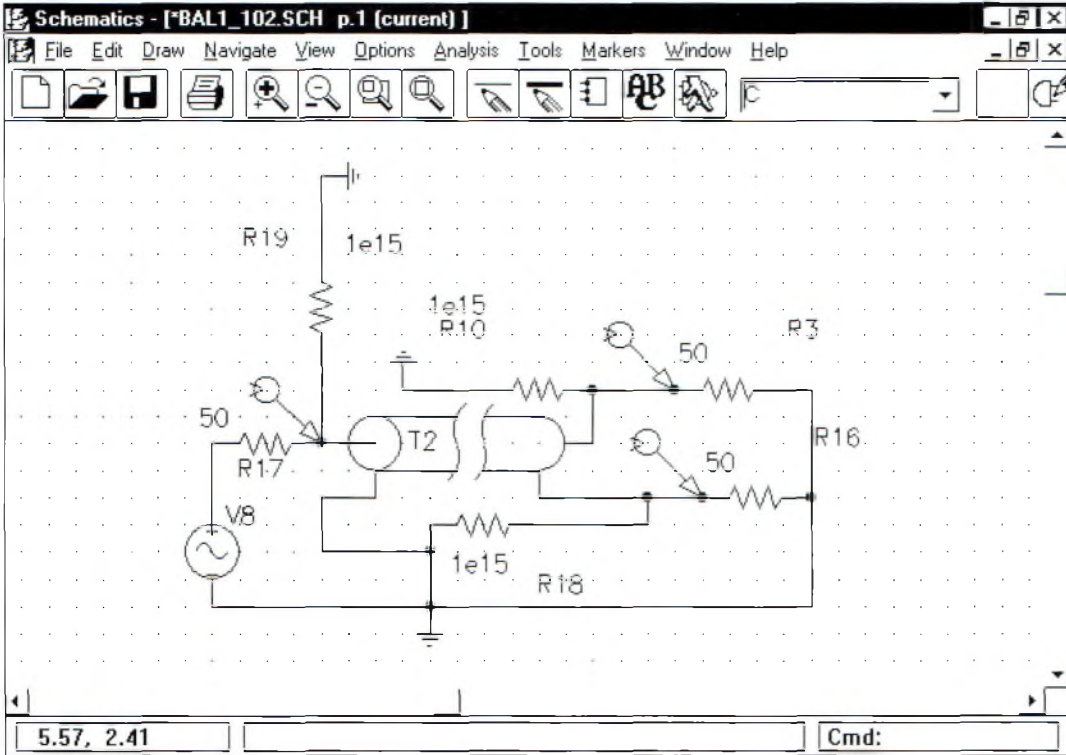 Schematics - [*BAL1_102.SCH p.1 (current) ]
File Edit Draw Navigate View Options Analysis Tools Markers Window Help
ABC
C
R19
1e15
1e15
R10
R3
50
50
T2
R16
R17
50
V8
1e15
R18
5.57, 2.41
Cmd: